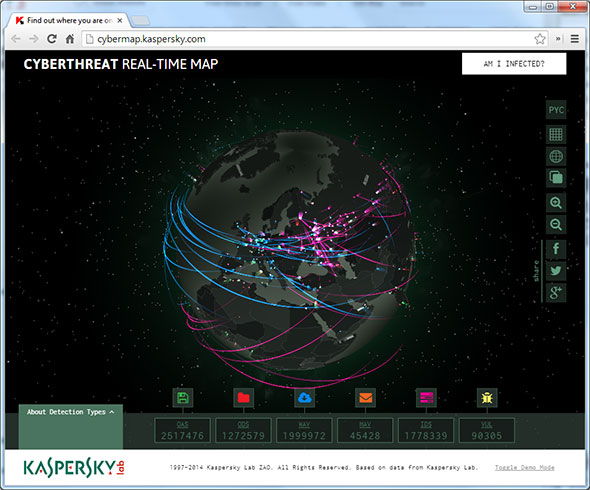 Find out where you are on
cybermap.kaspersky.com
CYBERTHREAT REAL-TIME MAP
AM I INFECTED?
РУС
share
About Detection Types
OAS
2517476
ODS
1272579
WAV
1999972
MAV
45428
IDS
1778339
VUL
90305
KASPERSKY lab
1997-2014 Kaspersky Lab ZAO. All Rights Reserved. Based on data from Kaspersky Lab.
Toggle Demo Mode